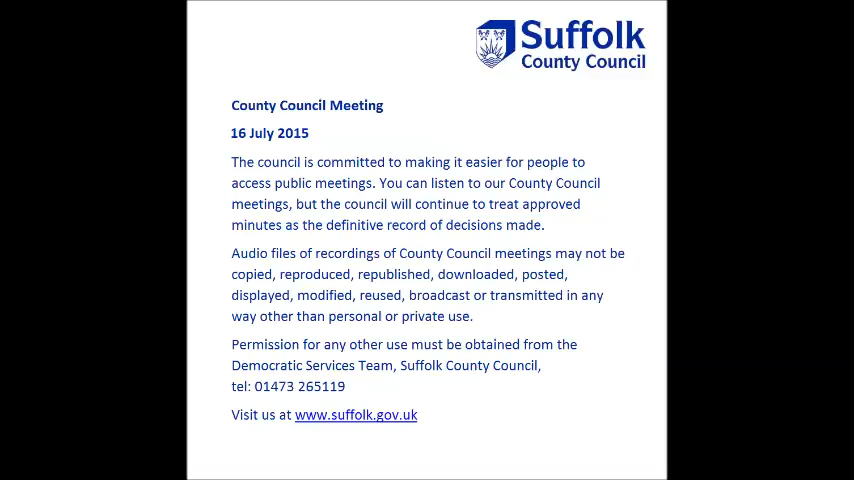 Suffolk
County Council
County Council Meeting
16 July 2015
The council is committed to making it easier for people to
access public meetings. You can listen to our County Council
meetings, but the council will continue to treat approved
minutes as the definitive record of decisions made.
Audio files of recordings of County Council meetings may not be
copied, reproduced, republished, downloaded, posted,
displayed, modified, reused, broadcast or transmitted in any
way other than personal or private use.
Permission for any other use must be obtained from the
Democratic Services Team, Suffolk County Council,
tel: 01473 265119
Visit us at www.suffolk.gov.uk